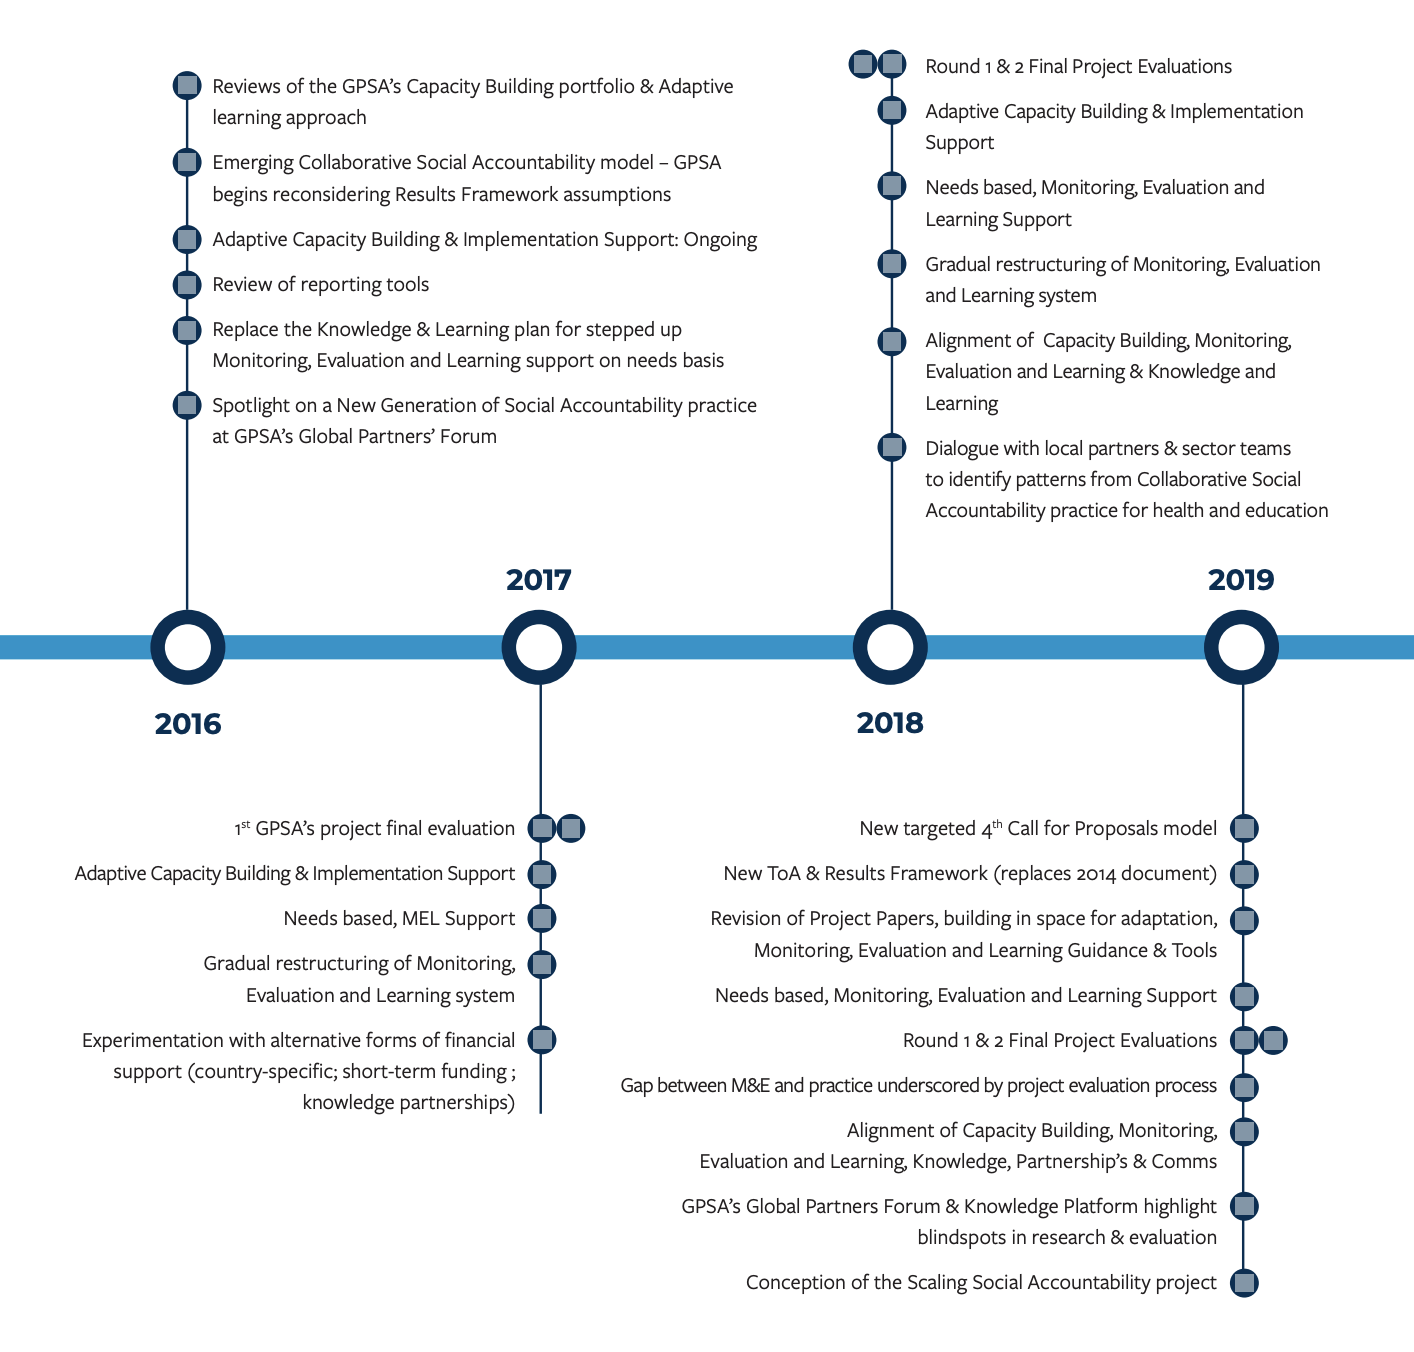 Reviews of the GPSA’s Capacity Building portfolio & Adaptive
learning approach
Emerging Collaborative Social Accountability model – GPSA
begins reconsidering Results Framework assumptions
Adaptive Capacity Building & Implementation Support: Ongoing
Review of reporting tools
Replace the Knowledge & Learning plan for stepped up
Monitoring, Evaluation and Learning support on needs basis
Spotlight on a New Generation of Social Accountability practice
at GPSA’s Global Partners’ Forum
2016
2017
1st GPSA’s project final evaluation
Adaptive Capacity Building & Implementation Support
Needs based, MEL Support
Gradual restructuring of Monitoring,
Evaluation and Learning system
Experimentation with alternative forms of financial
support (country-specific; short-term funding ;
knowledge partnerships)
Round 1 & 2 Final Project Evaluations
Adaptive Capacity Building & Implementation
Support
Needs based, Monitoring, Evaluation and
Learning Support
Gradual restructuring of Monitoring, Evaluation
and Learning system
Alignment of  Capacity Building, Monitoring,
Evaluation and Learning & Knowledge and
Learning
Dialogue with local partners & sector teams
to identify patterns from Collaborative Social
Accountability practice for health and education
2018
2019
New targeted 4th Call for Proposals model
New ToA & Results Framework (replaces 2014 document)
Revision of Project Papers, building in space for adaptation,
Monitoring, Evaluation and Learning Guidance & Tools
Needs based, Monitoring, Evaluation and Learning Support
Round 1 & 2 Final Project Evaluations
Gap between M&E and practice underscored by project evaluation process
Alignment of Capacity Building, Monitoring,
Evaluation and Learning, Knowledge, Partnership’s & Comms
GPSA’s Global Partners Forum & Knowledge Platform highlight
blindspots in research & evaluation
Conception of the Scaling Social Accountability project